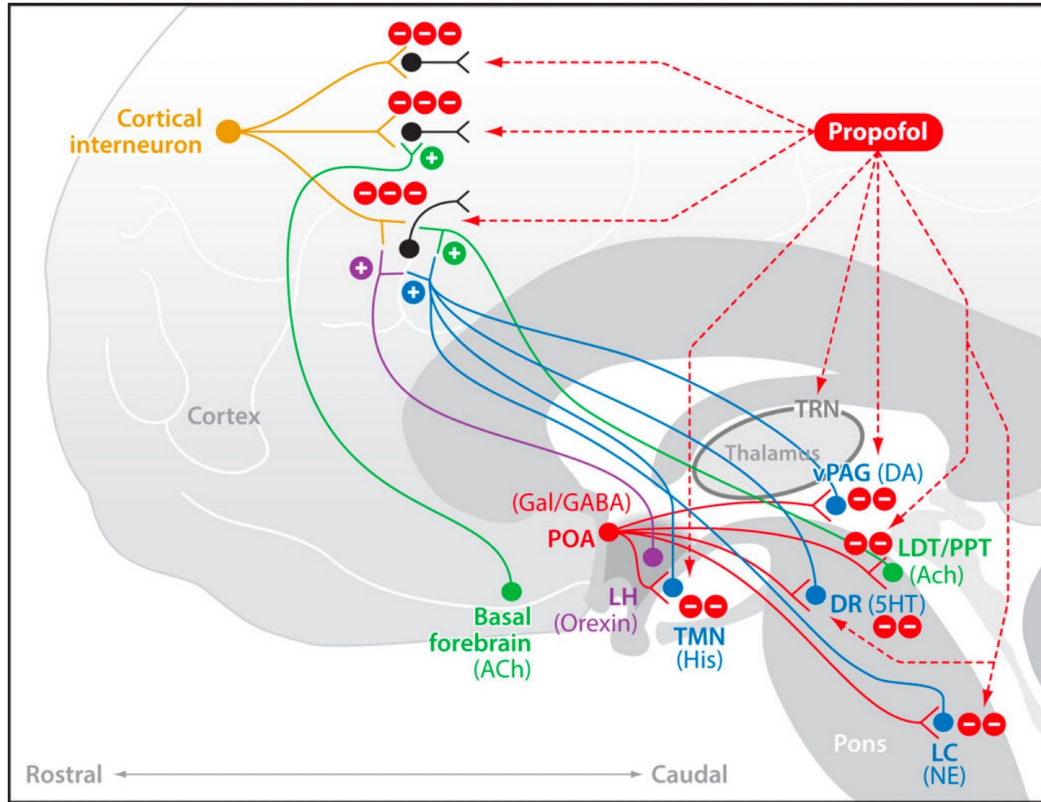 Propofol
Cortical
interneuron
Cortex
TRN
Thalamus
vPAG (DA)
(Gal/GABA)
POA
LDT/PPT
(Ach)
LH
(Orexin)
DR (5HT)
TMN
(His)
Basal
forebrain
(ACh)
LC
(NE)
Pons
Rostral
Caudal